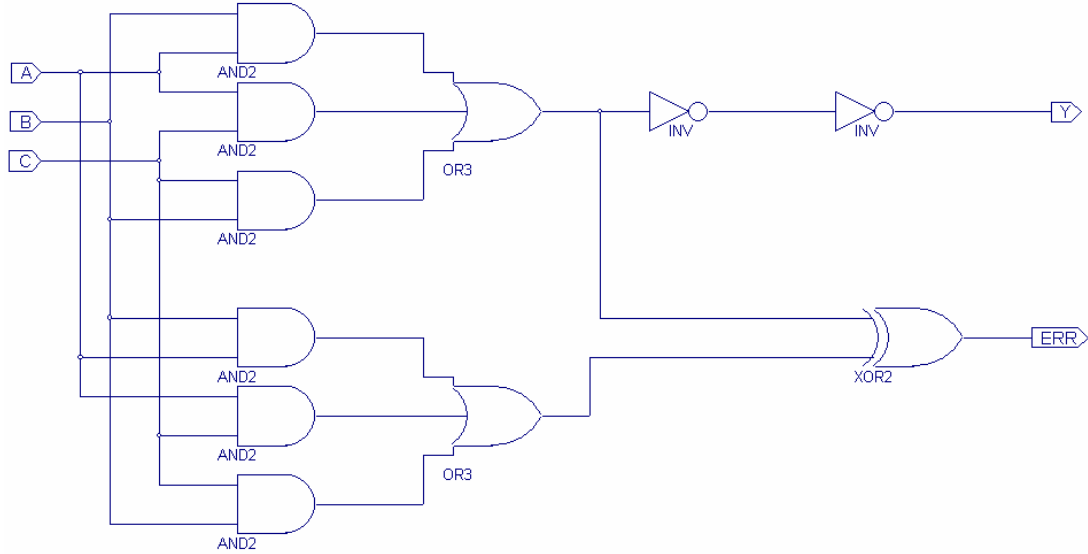 AND2
A
B
AND2
INV
INV
Y
C
OR3
AND2
AND2
ERR
XOR2
AND2
OR3
AND2